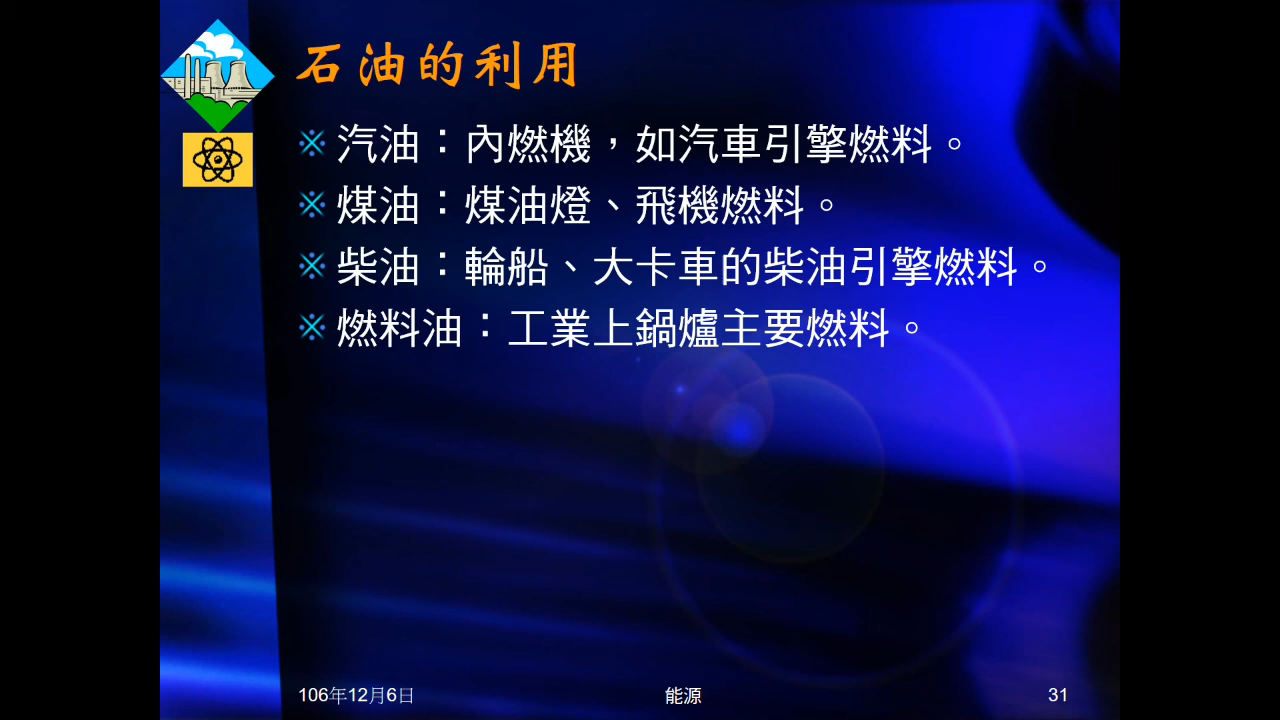 石油的利用
※汽油：內燃機，如汽車引擎燃料。
※煤油：煤油燈、飛機燃料。
※柴油：輪船、大卡車的柴油引擎燃料。
※燃料油：工業上鍋爐主要燃料。
106年12月6日 能源 31